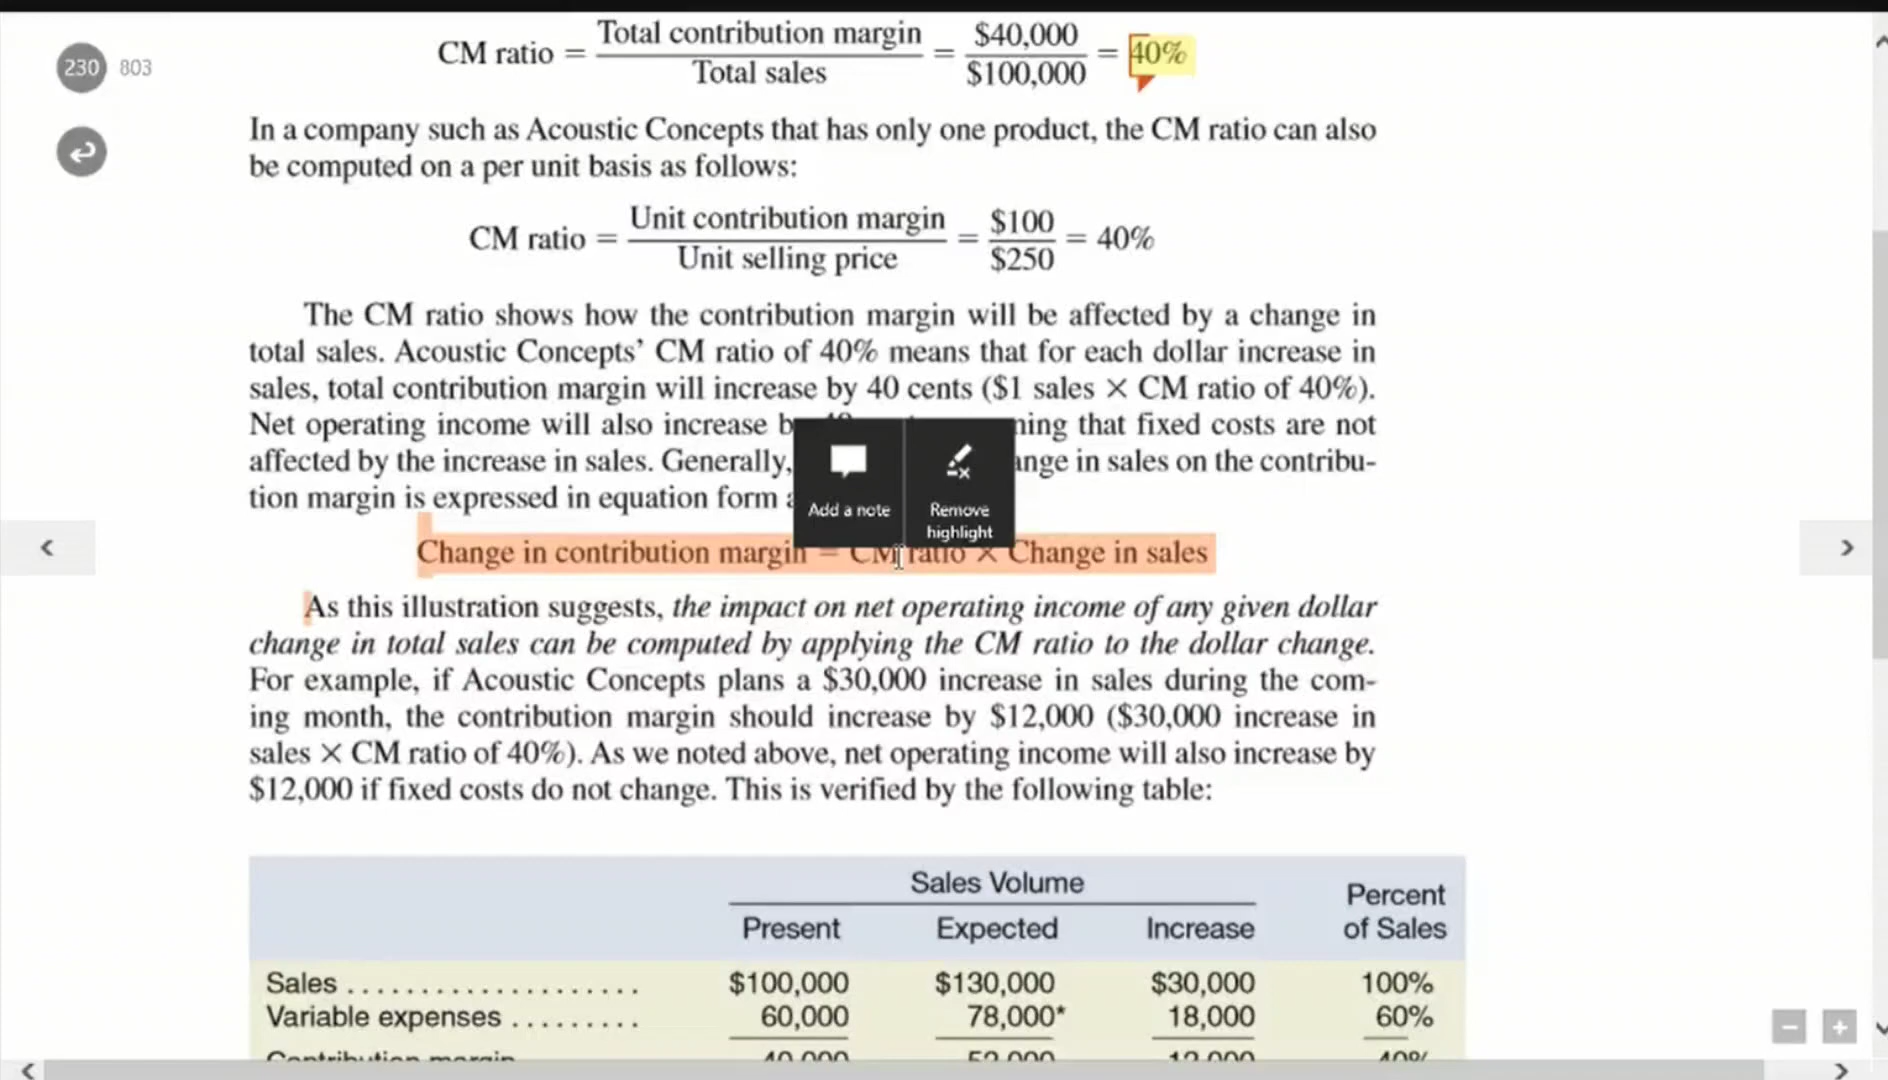 CM ratio = Total contribution margin / Total sales = $40,000 / $100,000 = 40%
230 803
In a company such as Acoustic Concepts that has only one product, the CM ratio can also
be computed on a per unit basis as follows:
CM ratio = Unit contribution margin / Unit selling price = $100 / $250 = 40%
The CM ratio shows how the contribution margin will be affected by a change in
total sales. Acoustic Concepts' CM ratio of 40% means that for each dollar increase in
sales, total contribution margin will increase by 40 cents ($1 sales × CM ratio of 40%).
Net operating income will also increase that fixed costs are not
affected by the increase in sales. Generally, in sales on the contribu-
tion margin is expressed in equation form
Add a note
Remove
highlight
Change in contribution margin = CM ratio × Change in sales
As this illustration suggests, the impact on net operating income of any given dollar
change in total sales can be computed by applying the CM ratio to the dollar change.
For example, if Acoustic Concepts plans a $30,000 increase in sales during the com-
ing month, the contribution margin should increase by $12,000 ($30,000 increase in
sales × CM ratio of 40%). As we noted above, net operating income will also increase by
$12,000 if fixed costs do not change. This is verified by the following table:
Sales Volume
Percent
of Sales
Present Expected Increase
Sales . . . . . . . . . . . . . . . . . . . . $100,000 $130,000 $30,000 100%
Variable expenses . . . . . . . . . 60,000 78,000* 18,000 60%
Contribution margin 40,000 52,000 12,000 40%